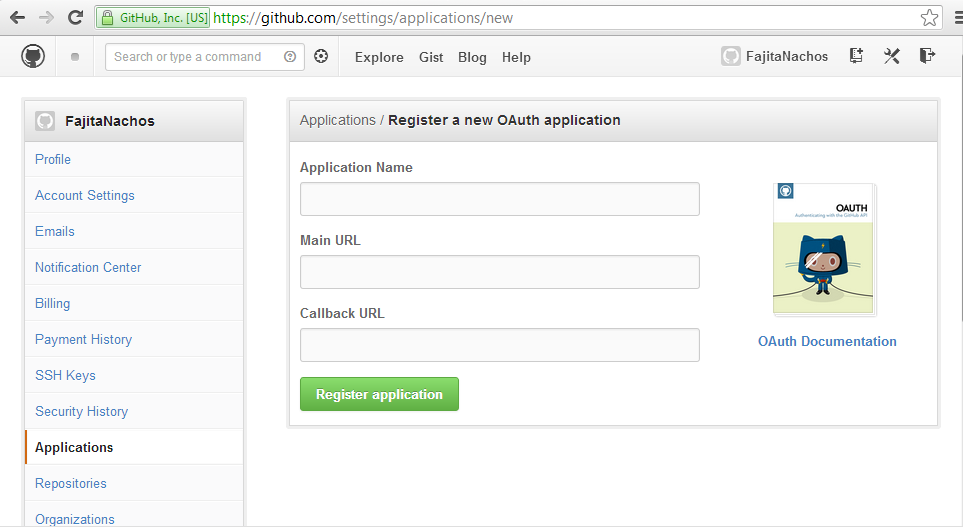 GitHub, Inc. [US] https://github.com/settings/applications/new
Search or type a command
Explore Gist Blog Help
FajitaNachos
FajitaNachos
Profile
Account Settings
Emails
Notification Center
Billing
Payment History
SSH Keys
Security History
Applications
Repositories
Organizations
Applications / Register a new OAuth application
Application Name
Main URL
Callback URL
Register application
OAUTH
Authenticating with the GitHub API
OAuth Documentation